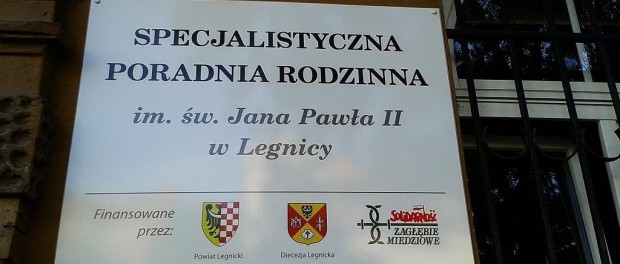 SPECJALISTYCZNA
PORADNIA RODZINNA
im. św. Jana Pawła II
w Legnicy
Finansowane
przez:
Powiat Legnicki
Diecezja Legnicka
SOLIDARNOŚĆ
ZAGŁĘBIE
MIEDZIOWE